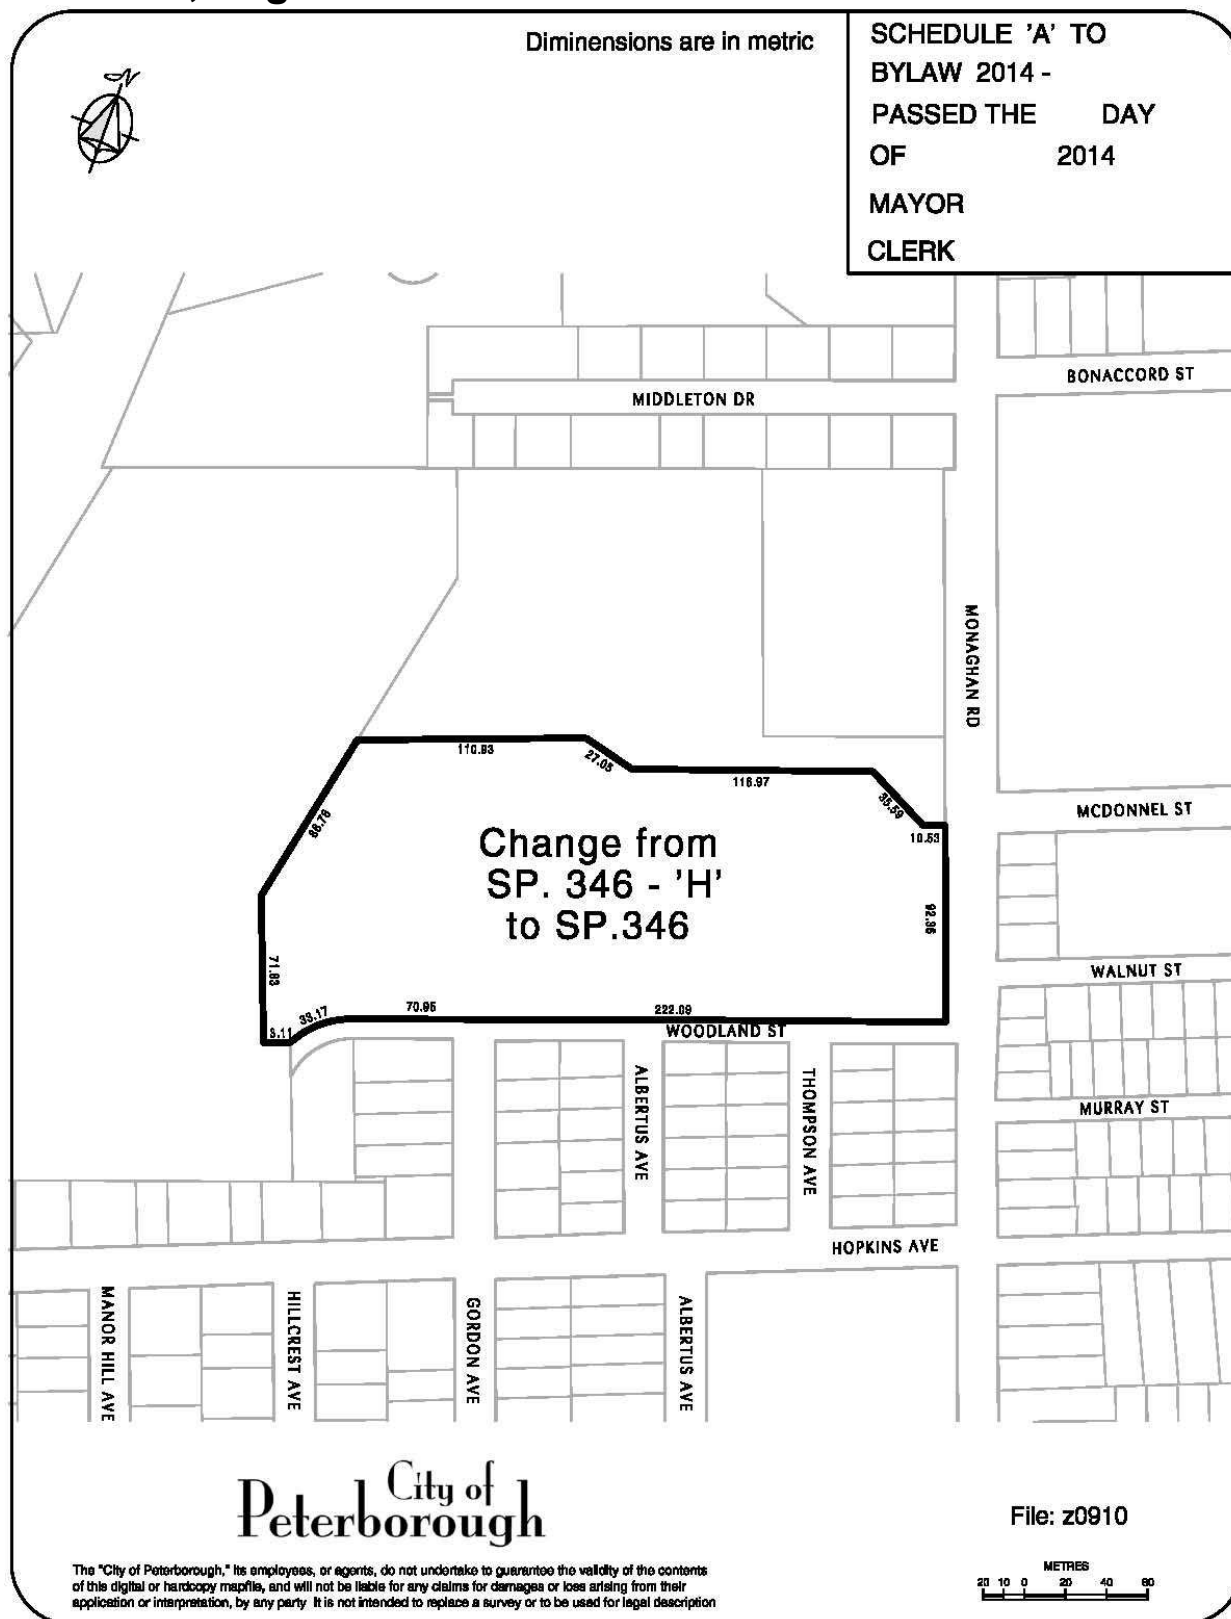 Diminensions are in metric
SCHEDULE 'A' TO
BYLAW 2014 -
PASSED THE DAY
OF 2014
MAYOR
CLERK
N
BONACCORD ST
MIDDLETON DR
MONAGHAN RD
110.93
27.05
116.97
35.59
10.53
MCDONNEL ST
86.76
Change from
SP. 346 - 'H'
to SP.346
92.95
71.83
WALNUT ST
3.11
33.17
70.95
222.09
WOODLAND ST
ALBERTUS AVE
THOMPSON AVE
MURRAY ST
HOPKINS AVE
MANOR HILL AVE
HILLCREST AVE
GORDON AVE
ALBERTUS AVE
City of
Peterborough
File: z0910
The "City of Peterborough," its employees, or agents, do not undertake to guarantee the validity of the contents
of this digital or hardcopy mapfile, and will not be liable for any claims for damages or loss arising from their
application or interpretation, by any party It is not intended to replace a survey or to be used for legal description
METRES
20 10 0 20 40 60